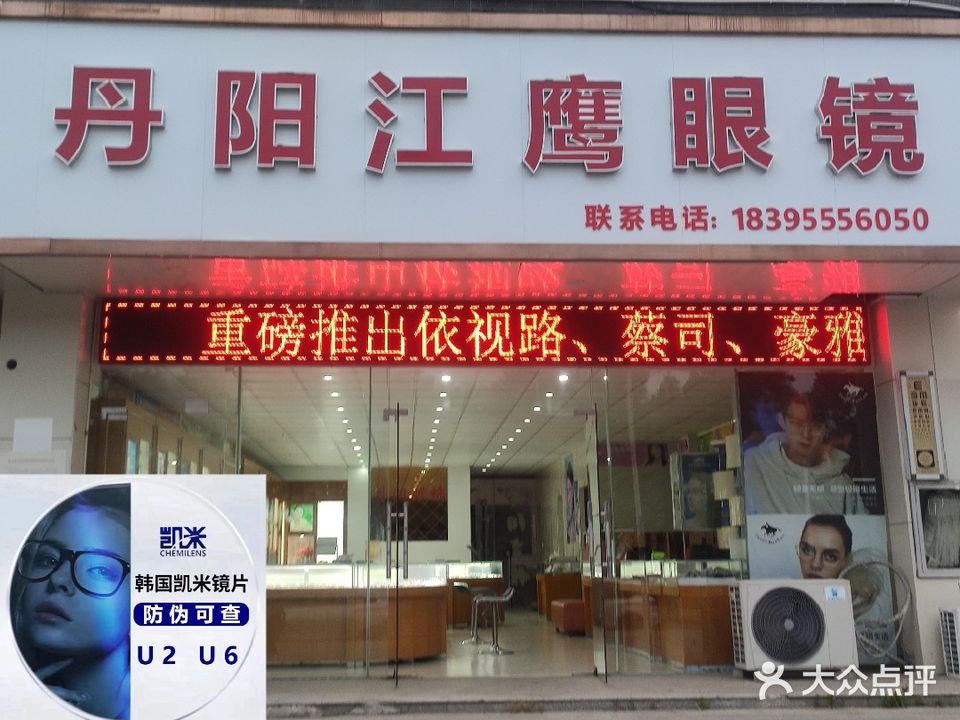 丹阳江鹰眼镜
联系电话: 18395556050
重磅推出依视路、蔡司、豪雅
凯米
CHEMILENS
韩国凯米镜片
防伪可查
U2 U6
大众点评